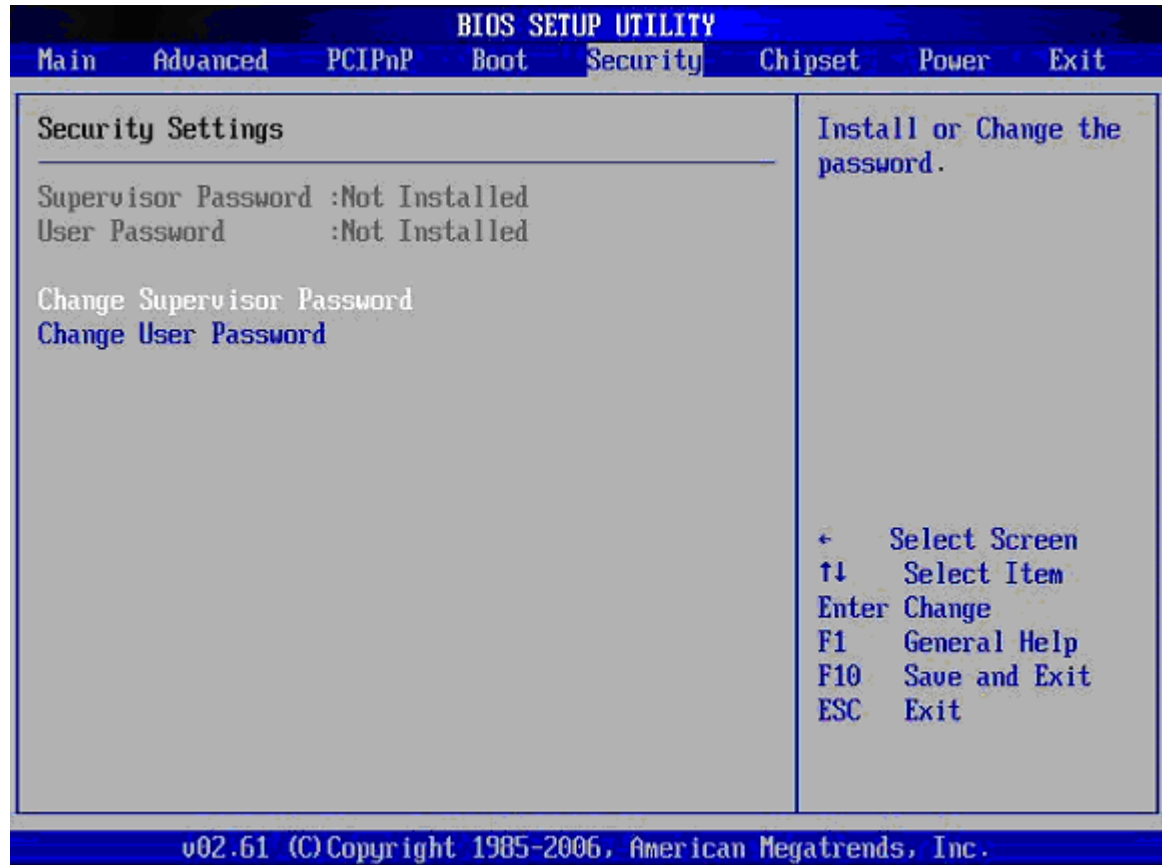 BIOS SETUP UTILITY
Main Advanced PCIPnP Boot Security Chipset Power Exit
Security Settings
Supervisor Password :Not Installed
User Password :Not Installed
Change Supervisor Password
Change User Password
Install or Change the
password.
← Select Screen
↑↓ Select Item
Enter Change
F1 General Help
F10 Save and Exit
ESC Exit
v02.61 (C)Copyright 1985-2006, American Megatrends, Inc.